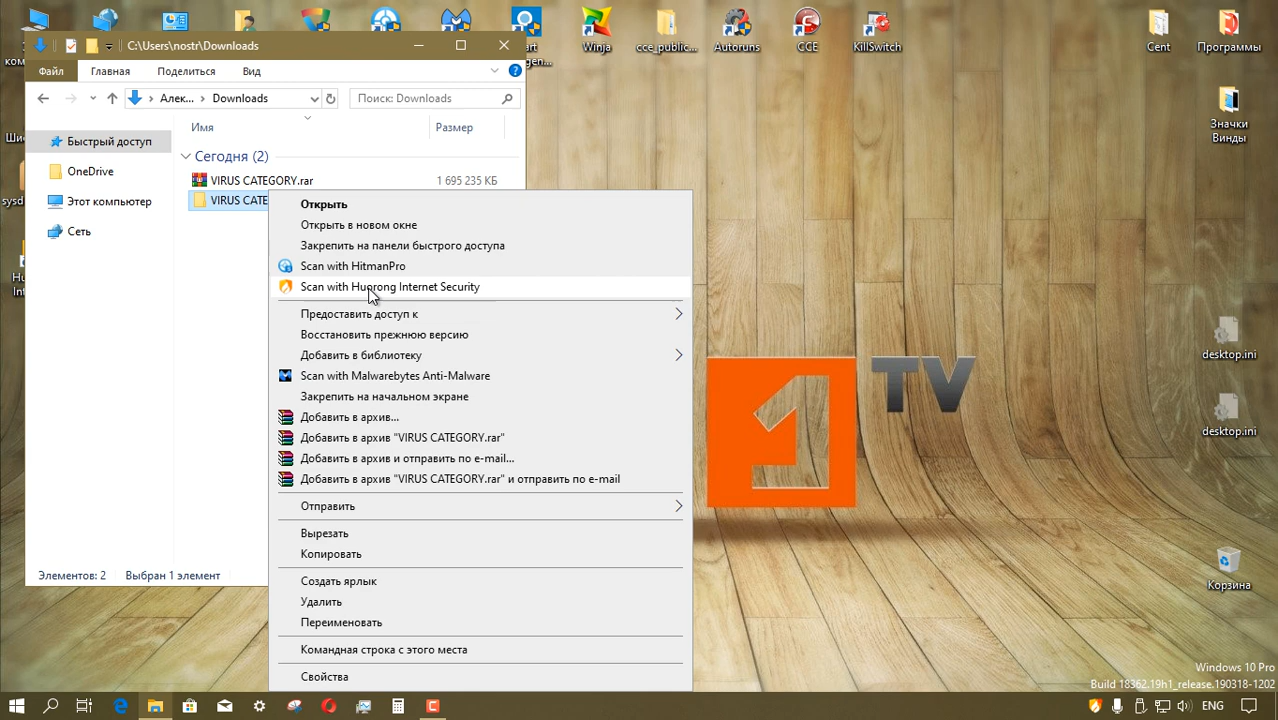 C:\Users\nostr\Downloads
Файл
Главная
Поделиться
Вид
Алек...
Downloads
Поиск: Downloads
Имя
Размер
Быстрый доступ
OneDrive
Этот компьютер
Сеть
Сегодня (2)
VIRUS CATEGORY.rar
1 695 235 КБ
VIRUS CATE
Элементов: 2
Выбран 1 элемент
Открыть
Открыть в новом окне
Закрепить на панели быстрого доступа
Scan with HitmanPro
Scan with Huorong Internet Security
Предоставить доступ к
Восстановить прежнюю версию
Добавить в библиотеку
Scan with Malwarebytes Anti-Malware
Закрепить на начальном экране
Добавить в архив...
Добавить в архив "VIRUS CATEGORY.rar"
Добавить в архив и отправить по e-mail...
Добавить в архив "VIRUS CATEGORY.rar" и отправить по e-mail
Отправить
Вырезать
Копировать
Создать ярлык
Удалить
Переименовать
Командная строка с этого места
Свойства
Winja
cce_public...
Autoruns
CCE
KillSwitch
Cent
Программы
Значки
Винды
desktop.ini
desktop.ini
Корзина
1
TV
Windows 10 Pro
Build 18362.19h1_release.190318-1202
ENG